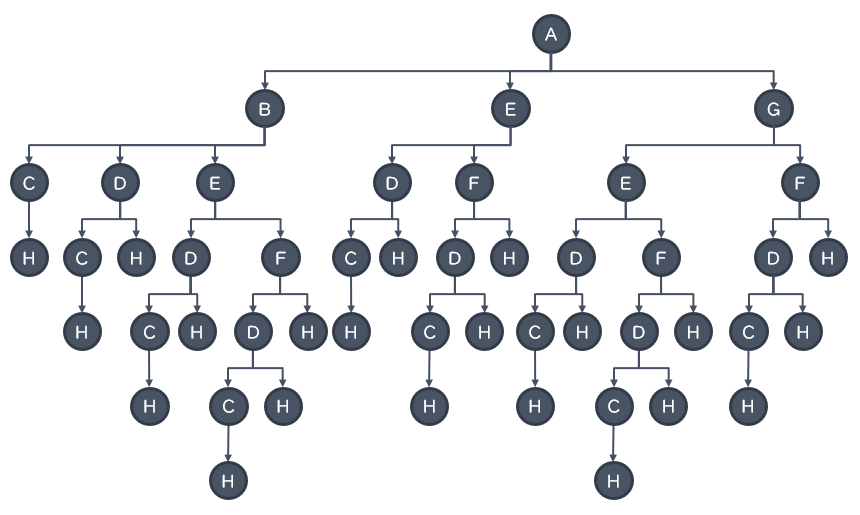 A
B E G
C D E D F E F
H C H D F C H D H D F D H
H C H D H H C H C H D H C H
H C H H H C H H
H H